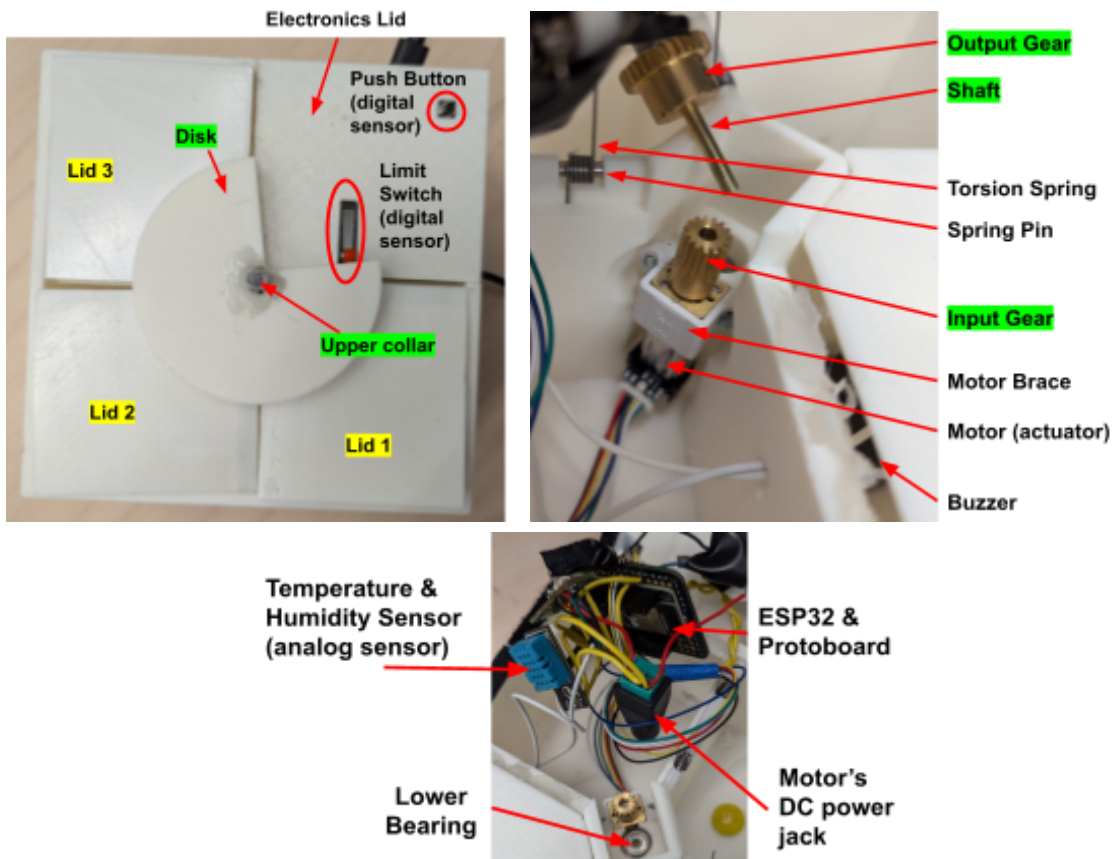 Electronics Lid
Push Button
(digital
sensor)
Disk
Lid 3
Limit
Switch
(digital
sensor)
Upper collar
Lid 2
Lid 1
Output Gear
Shaft
Torsion Spring
Spring Pin
Input Gear
Motor Brace
Motor (actuator)
Buzzer
Temperature &
Humidity Sensor
(analog sensor)
ESP32 &
Protoboard
Lower
Bearing
Motor's
DC power
jack